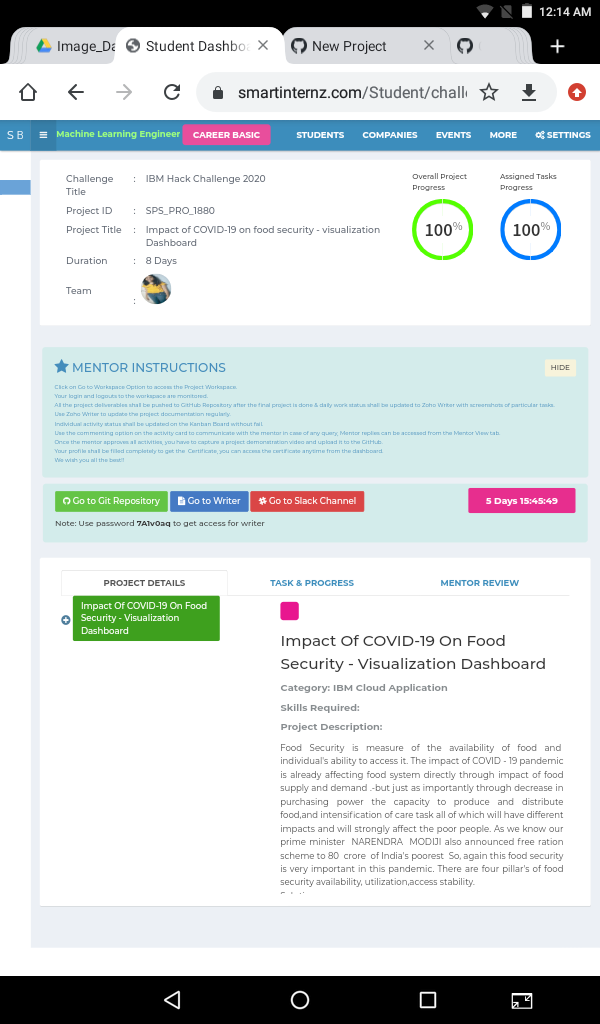 12:14 AM
Image_Da
Student Dashbo
New Project
smartinternz.com/Student/chall
S B
Machine Learning Engineer
CAREER BASIC
STUDENTS
COMPANIES
EVENTS
MORE
SETTINGS
Challenge Title : IBM Hack Challenge 2020
Project ID : SPS_PRO_1880
Project Title : Impact of COVID-19 on food security - visualization Dashboard
Duration : 8 Days
Team :
Overall Project Progress
100%
Assigned Tasks Progress
100%
MENTOR INSTRUCTIONS
HIDE
Click on Go to Workspace Option to access the Project Workspace.
Your login and logouts to the workspace are monitored.
All the project deliverables shall be pushed to GitHub Repository after the final project is done & daily work status shall be updated to Zoho Writer with screenshots of particular tasks.
Use Zoho Writer to update the project documentation regularly.
Individual activity status shall be updated on the Kanban Board without fail.
Use the commenting option on the activity card to communicate with the mentor in case of any query, Mentor replies can be accessed from the Mentor View tab.
Once the mentor approves all activities, you have to capture a project demonstration video and upload it to the GitHub.
Your profile shall be filled completely to get the Certificate, you can access the certificate anytime from the dashboard.
We wish you all the best!!
Go to Git Repository
Go to Writer
Go to Slack Channel
5 Days 15:45:49
Note: Use password 7A1v0aq to get access for writer
PROJECT DETAILS
TASK & PROGRESS
MENTOR REVIEW
Impact Of COVID-19 On Food
Security - Visualization
Dashboard
Impact Of COVID-19 On Food
Security - Visualization Dashboard
Category: IBM Cloud Application
Skills Required:
Project Description:
Food Security is measure of the availability of food and
individual's ability to access it. The impact of COVID - 19 pandemic
is already affecting food system directly through impact of food
supply and demand .-but just as importantly through decrease in
purchasing power the capacity to produce and distribute
food,and intensification of care task all of which will have different
impacts and will strongly affect the poor people. As we know our
prime minister NARENDRA MODIJI also announced free ration
scheme to 80 crore of India's poorest So, again this food security
is very important in this pandemic. There are four pillar's of food
security availability, utilization,access stability.